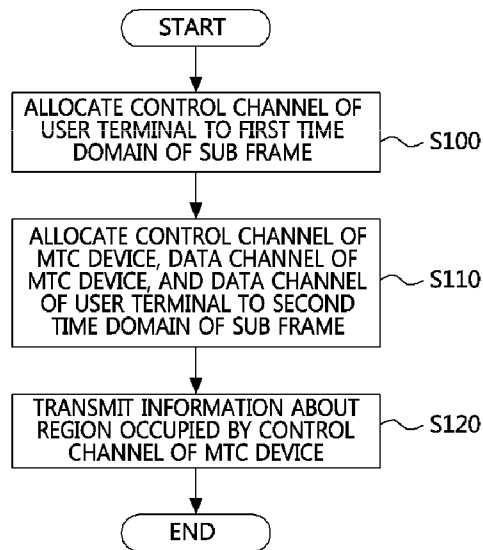 START
ALLOCATE CONTROL CHANNEL OF
USER TERMINAL TO FIRST TIME
DOMAIN OF SUB FRAME
S100
ALLOCATE CONTROL CHANNEL OF
MTC DEVICE, DATA CHANNEL OF
MTC DEVICE, AND DATA CHANNEL
OF USER TERMINAL TO SECOND
TIME DOMAIN OF SUB FRAME
S110
TRANSMIT INFORMATION ABOUT
REGION OCCUPIED BY CONTROL
CHANNEL OF MTC DEVICE
S120
END